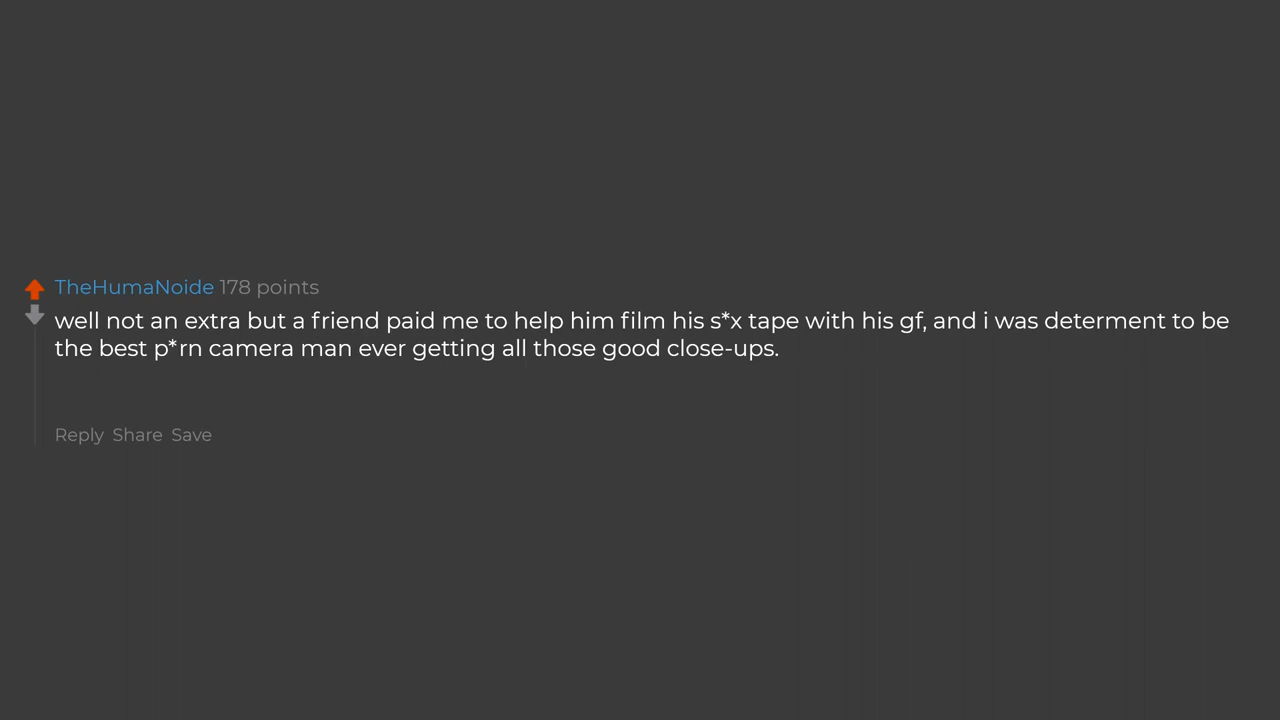 TheHumaNoide 178 points
well not an extra but a friend paid me to help him film his s*x tape with his gf, and i was determent to be
the best p*rn camera man ever getting all those good close-ups.
Reply Share Save